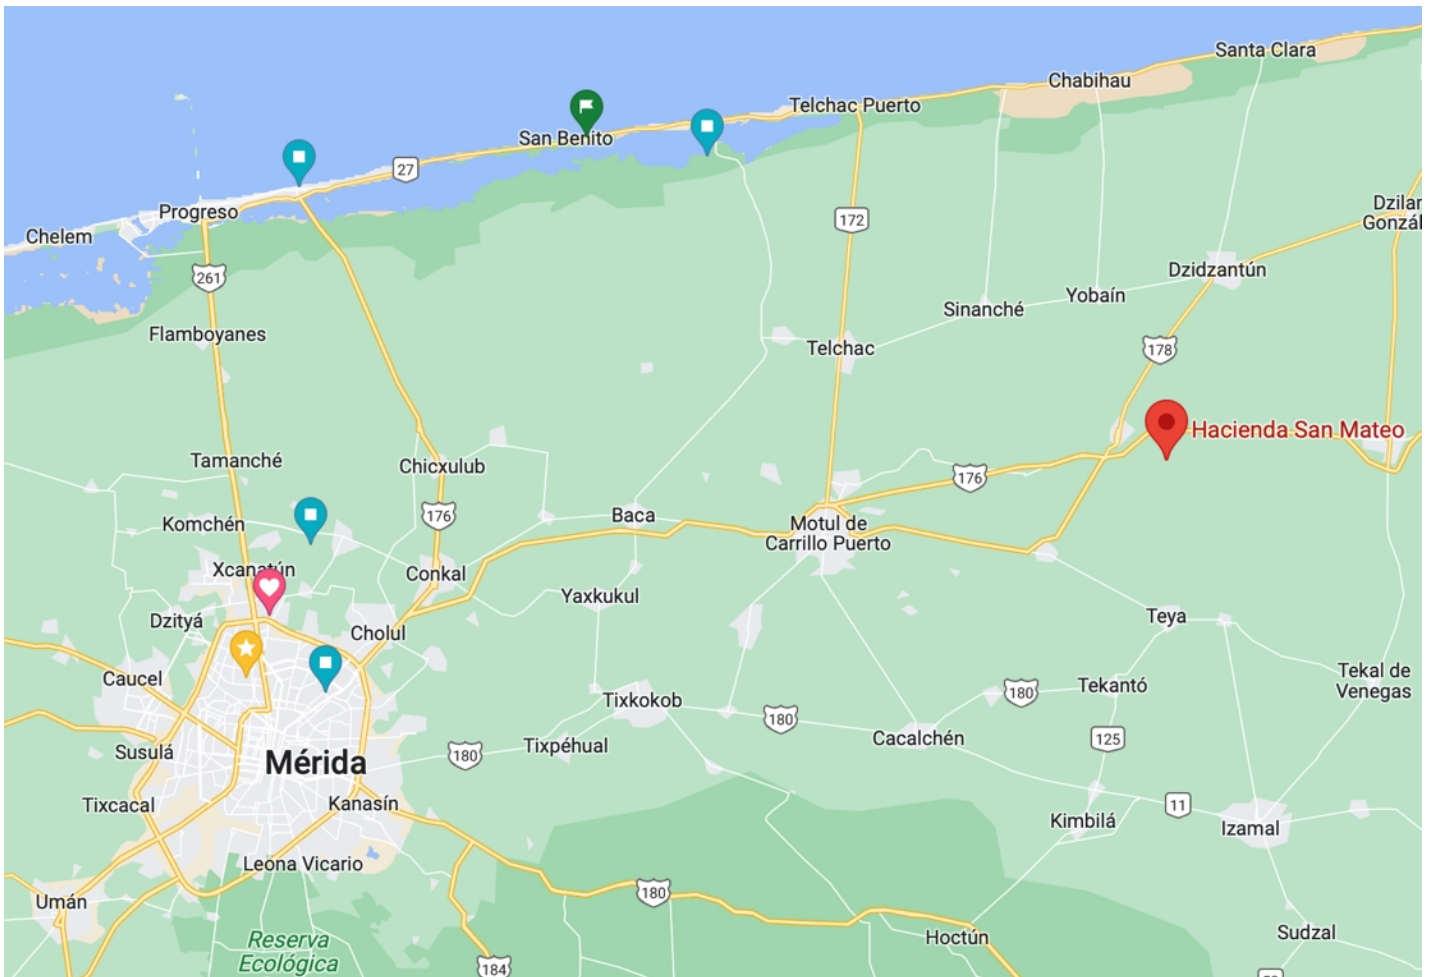 Santa Clara
Chabihau
Telchac Puerto
San Benito
27
Dzilar
Gonzál
Progreso
172
Chelem
Dzidzantún
261
Yobaín
Sinanché
Flamboyanes
Telchac
178
Hacienda San Mateo
Tamanché
Chicxulub
176
176
Baca
Komchén
Motul de
Carrillo Puerto
Xcanatún
Conkal
Yaxkukul
Teya
Dzityá
Cholul
Caucel
Tekal de
Venegas
Tekantó
180
Tixkokob
180
Cacalchén
125
Susulá
Tixpéhual
180
Mérida
Tixcacal
Kanasín
11
Kimbilá
Izamal
Leona Vicario
180
Umán
Sudzal
Hoctún
Reserva
Ecológica
184